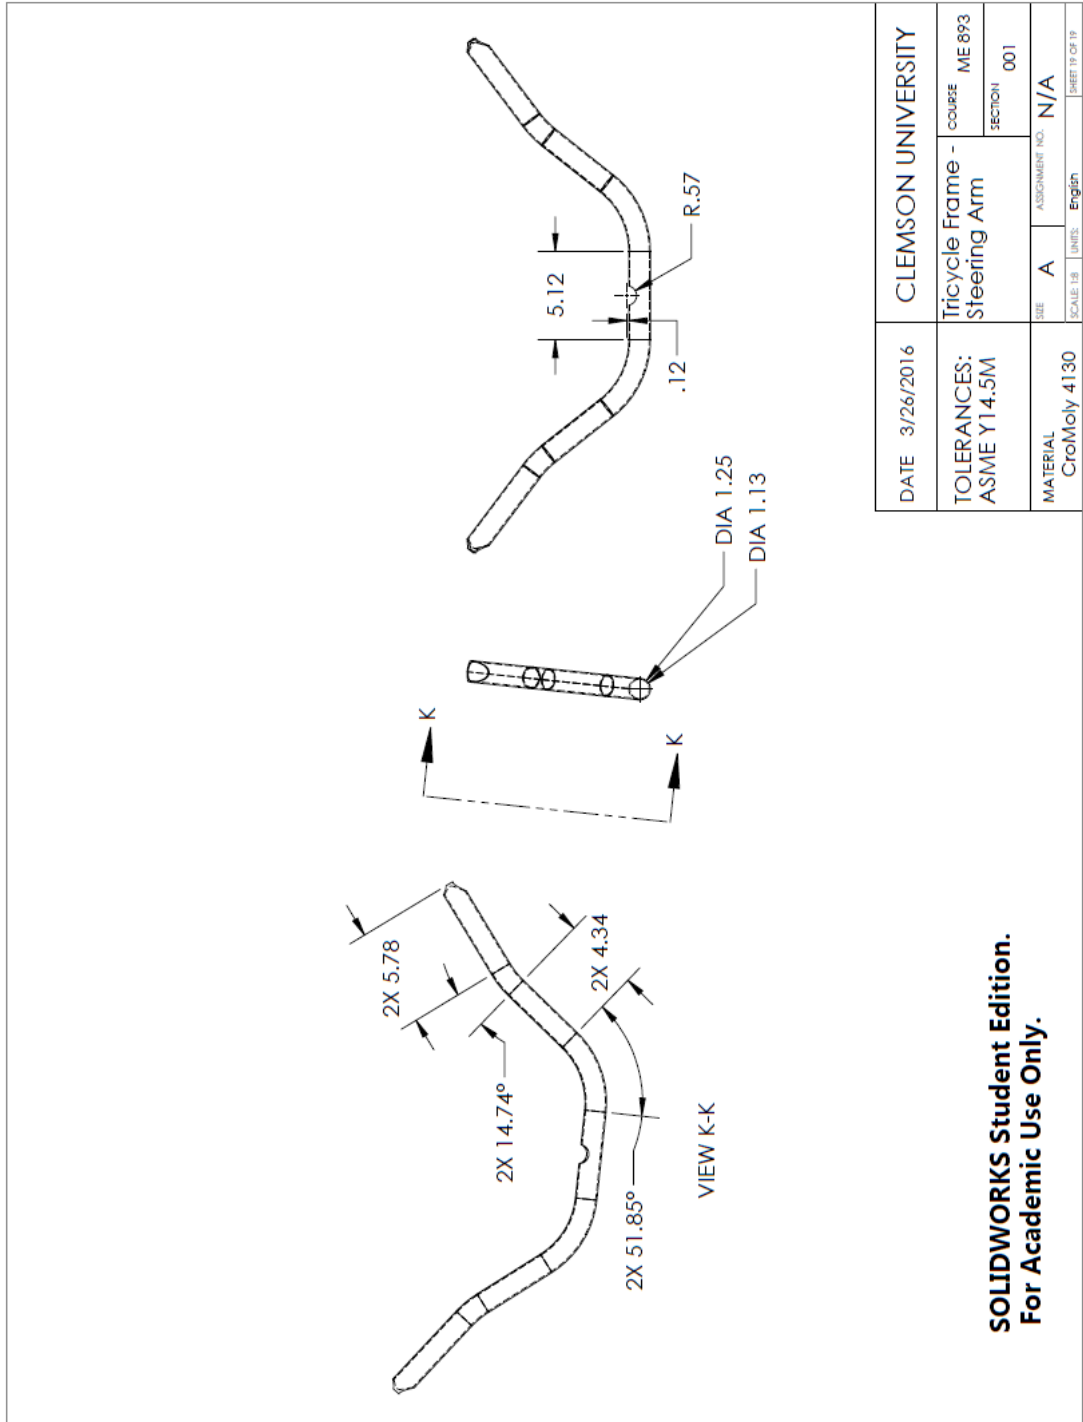 2X 5.78
2X 14.74°
2X 4.34
2X 51.85°
VIEW K-K
K
K
DIA 1.25
DIA 1.13
5.12
R.57
.12
SOLIDWORKS Student Edition.
For Academic Use Only.
DATE 3/26/2016
CLEMSON UNIVERSITY
TOLERANCES:
ASME Y14.5M
Tricycle Frame -
Steering Arm
COURSE ME 893
SECTION 001
MATERIAL
CroMoly 4130
SIZE A
ASSIGNMENT NO. N/A
SCALE: 1:8
UNITS: English
SHEET 19 OF 19